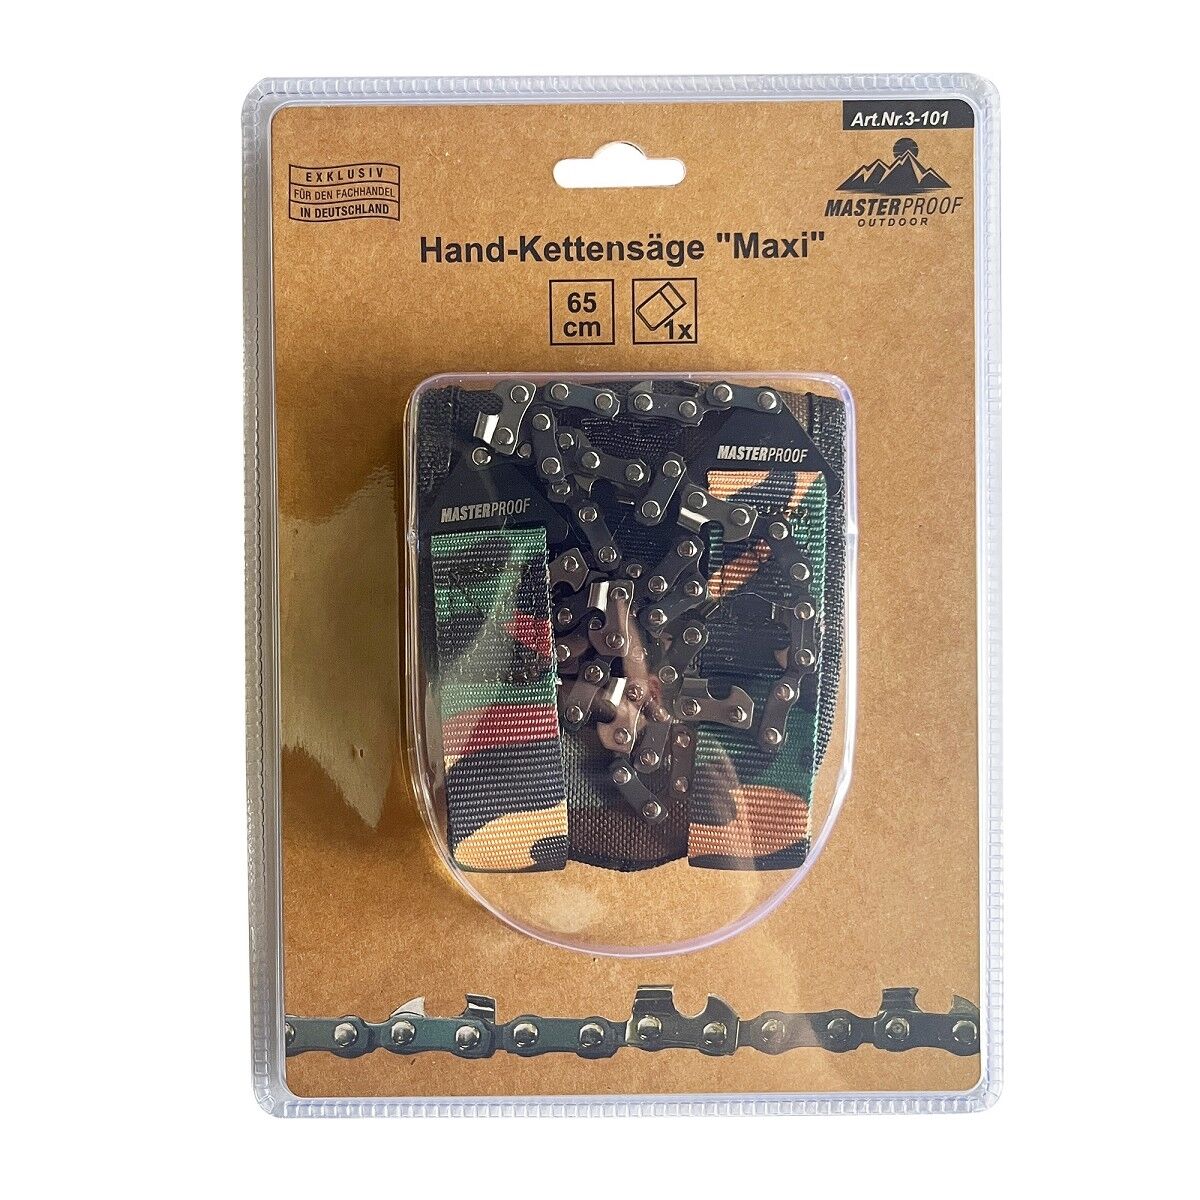 Art.Nr.3-101
EXKLUSIV
FÜR DEN FACHHANDEL
IN DEUTSCHLAND
MASTERPROOF
OUTDOOR
Hand-Kettensäge "Maxi"
65
cm
1x
MASTERPROOF
MASTERPROOF